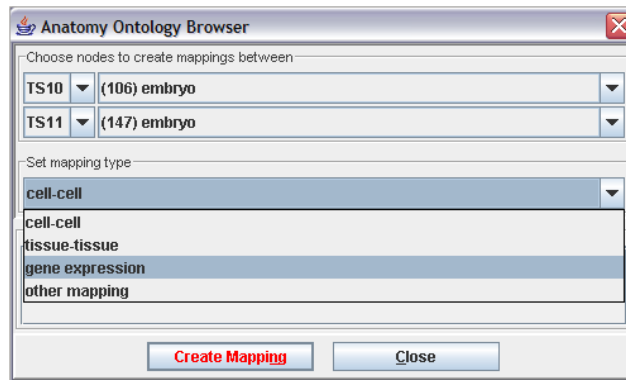 Anatomy Ontology Browser
Choose nodes to create mappings between
TS10 (106) embryo
TS11 (147) embryo
Set mapping type
cell-cell
cell-cell
tissue-tissue
gene expression
other mapping
Create Mapping Close